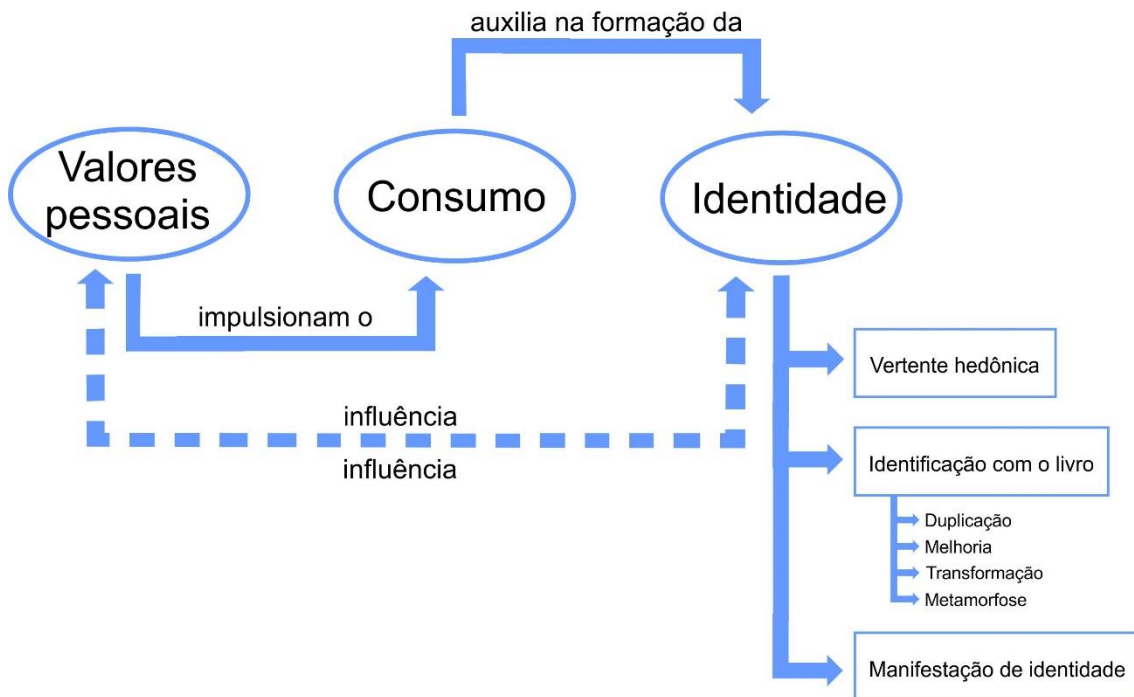 auxilia na formação da
Valores
pessoais
Consumo
Identidade
impulsionam o
influência
influência
Vertente hedônica
Identificação com o livro
Duplicação
Melhoria
Transformação
Metamorfose
Manifestação de identidade